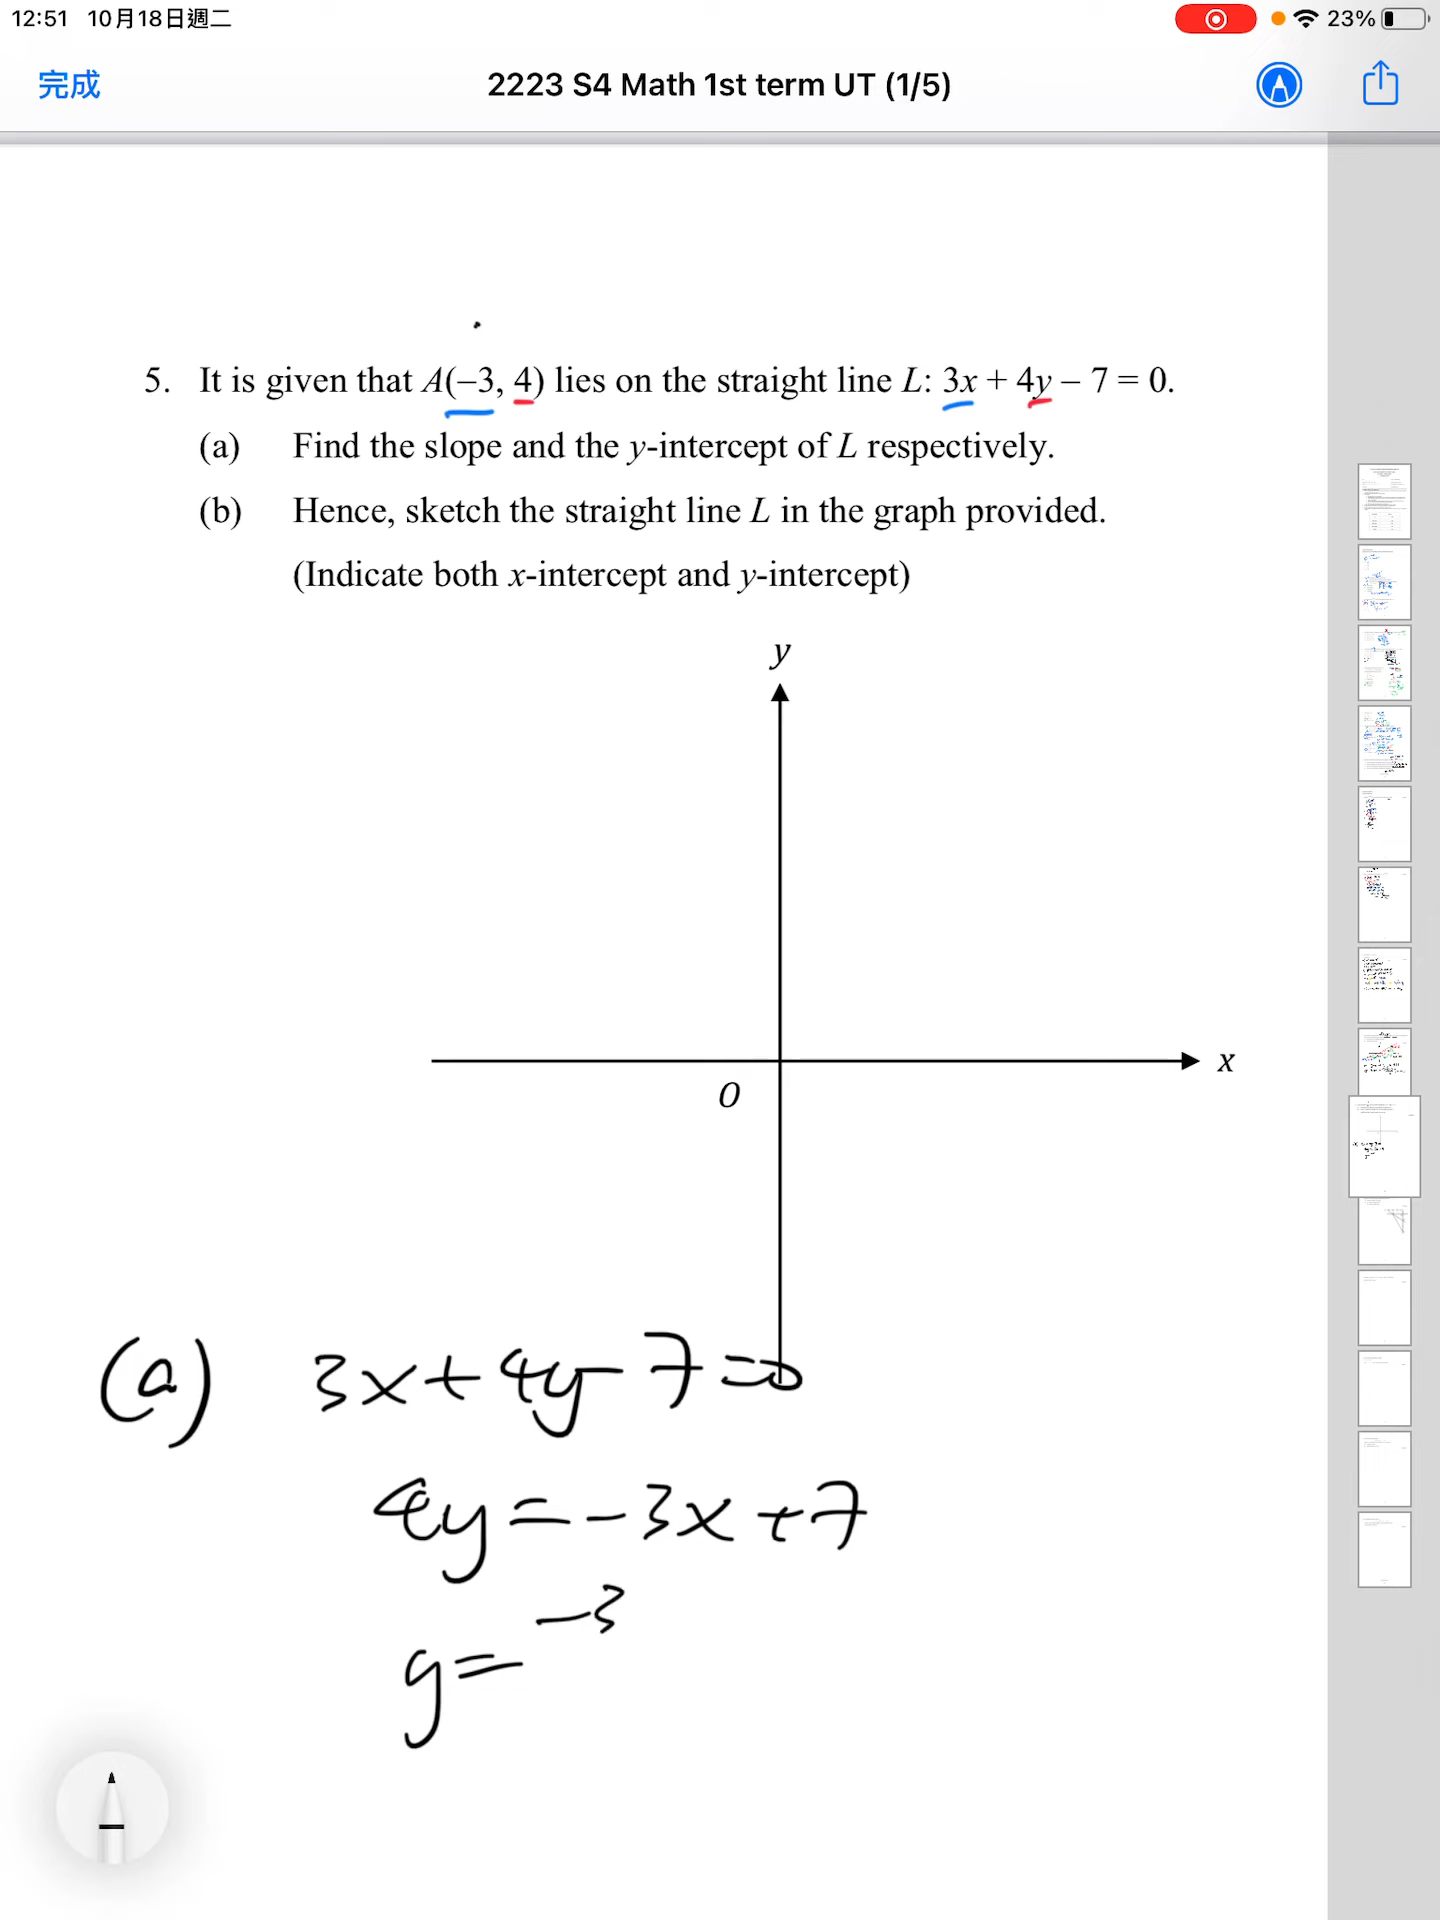 12:51 10月18日週二 23%
完成 2223 S4 Math 1st term UT (1/5)
5. It is given that A(–3, 4) lies on the straight line L: 3x + 4y – 7 = 0.
(a) Find the slope and the y-intercept of L respectively.
(b) Hence, sketch the straight line L in the graph provided.
(Indicate both x-intercept and y-intercept)
y
x
O
(a) 3x+4y-7=0
4y=-3x+7
-3
y=